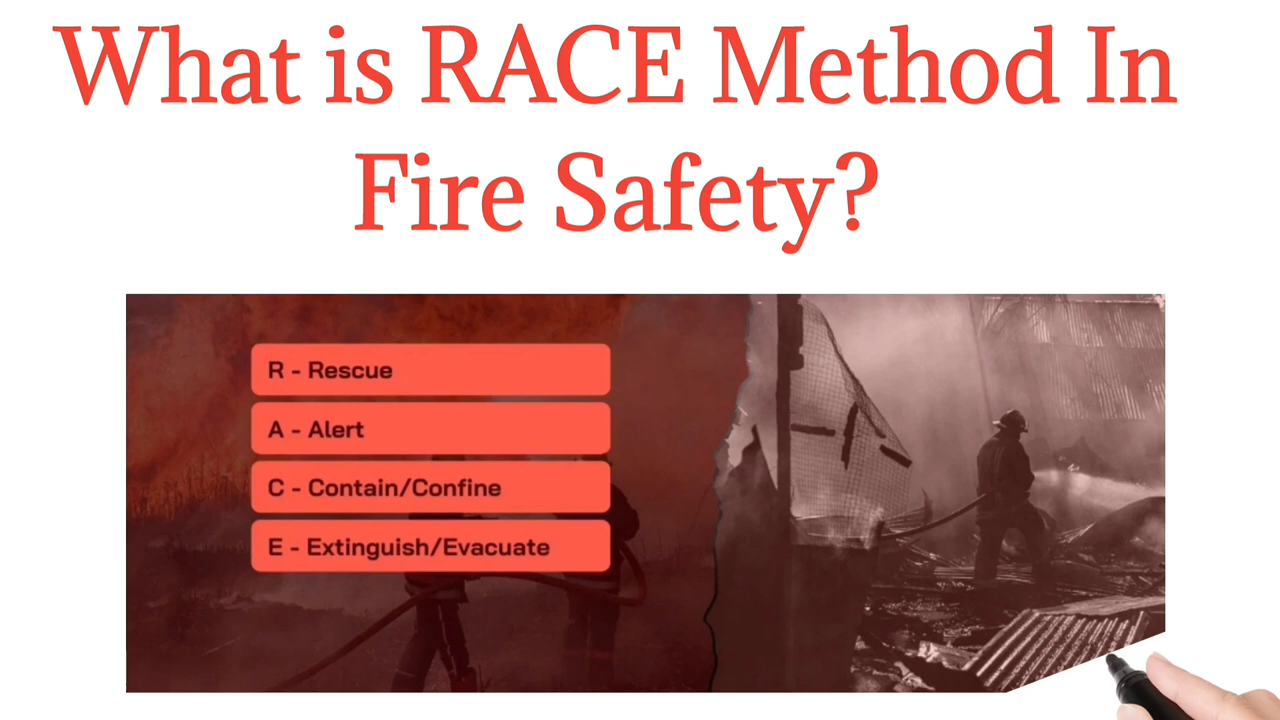 What is RACE Method In
Fire Safety?
R - Rescue
A - Alert
C - Contain/Confine
E - Extinguish/Evacuate